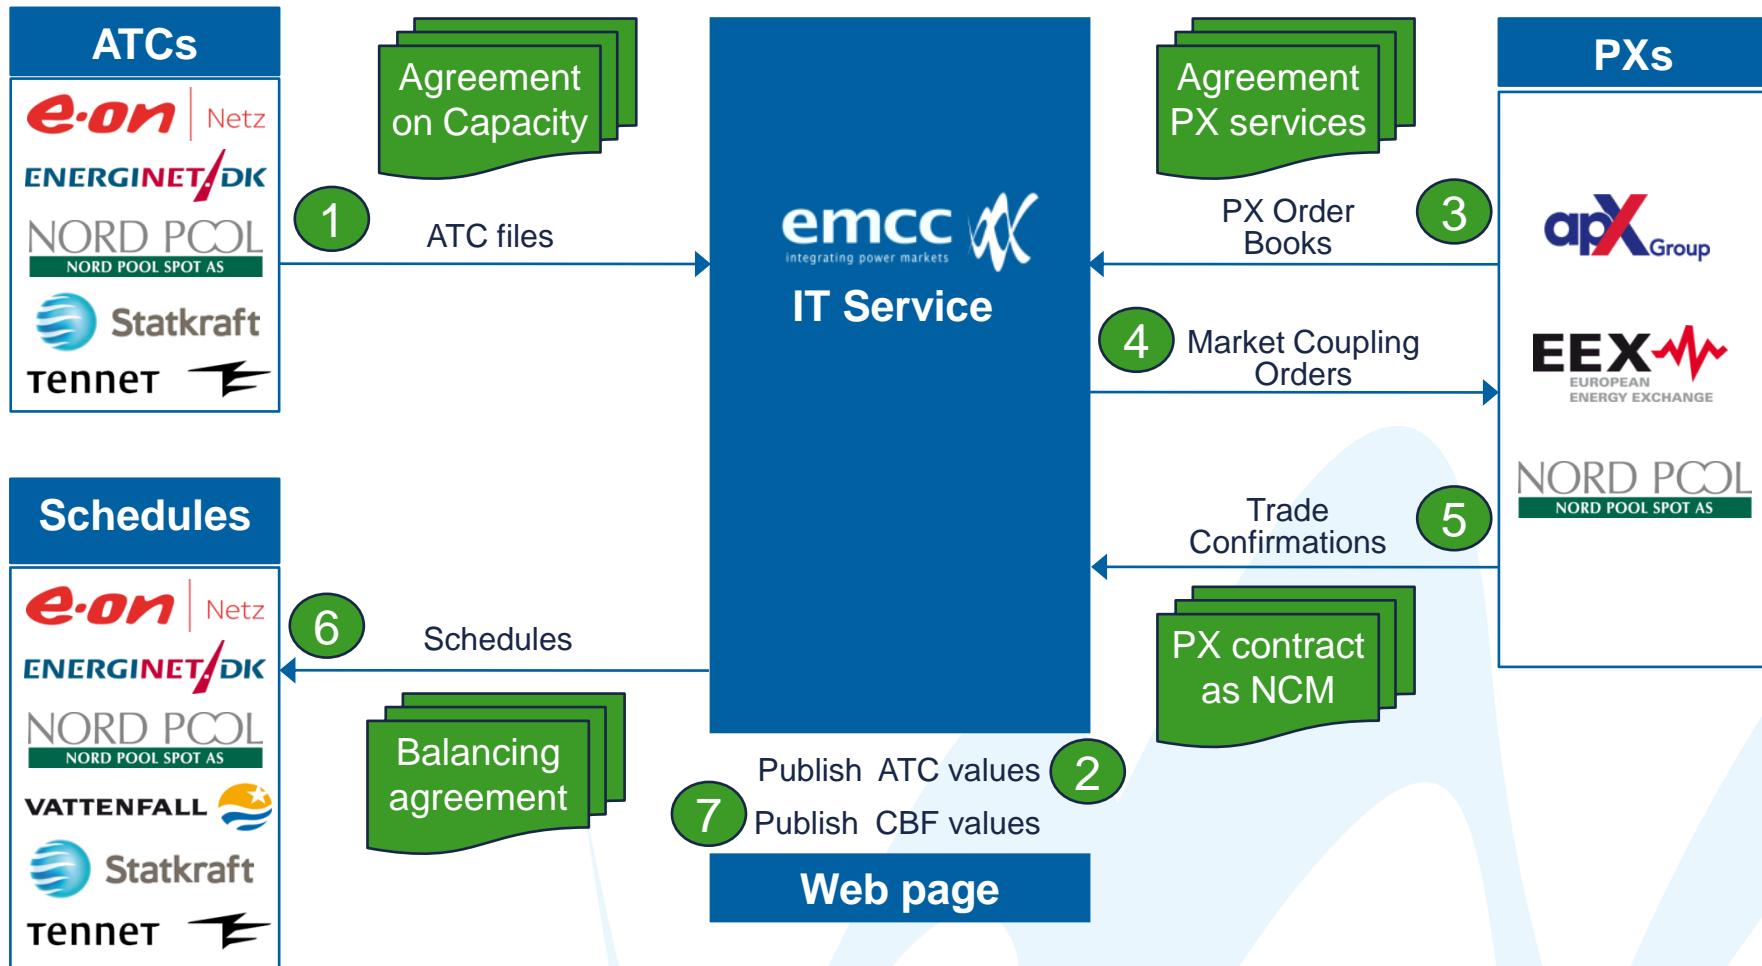 ATCs
e·on | Netz
ENERGINET/DK
NORD POOL
NORD POOL SPOT AS
Statkraft
TenneT
Agreement
on Capacity
1
ATC files
emcc
integrating power markets
IT Service
Agreement
PX services
PX Order
Books
3
4
Market Coupling
Orders
Trade
Confirmations
5
PX contract
as NCM
PXs
apX
Group
EEX
EUROPEAN
ENERGY EXCHANGE
NORD POOL
NORD POOL SPOT AS
Schedules
e·on | Netz
ENERGINET/DK
NORD POOL
NORD POOL SPOT AS
VATTENFALL
Statkraft
TenneT
6
Schedules
Balancing
agreement
Publish ATC values
2
7
Publish CBF values
Web page